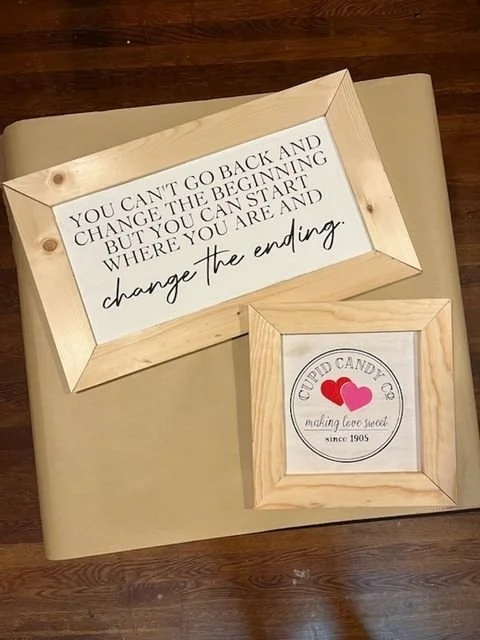 YOU CAN'T GO BACK AND
CHANGE THE BEGINNING
BUT YOU CAN START
WHERE YOU ARE AND
change the ending.
CUPID CANDY CO
making love sweet
since 1905